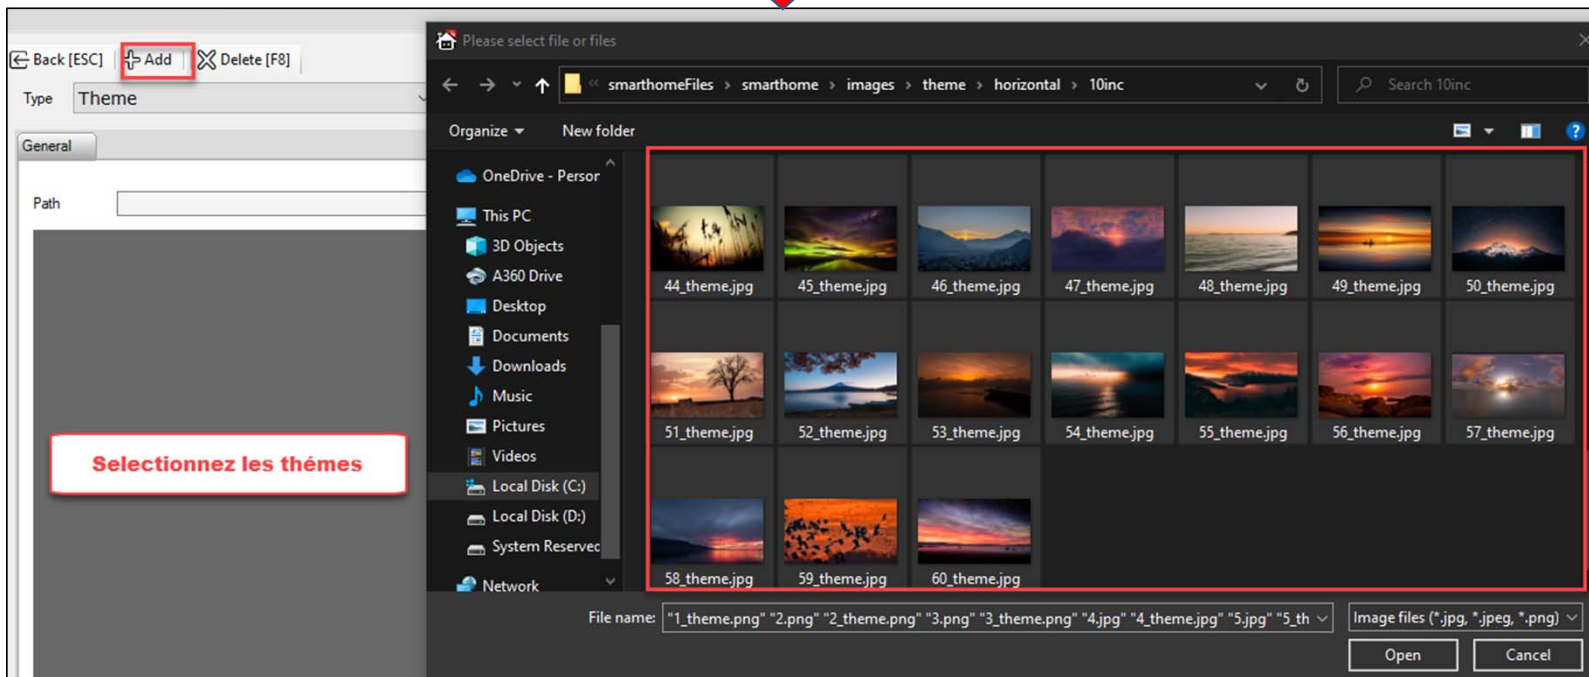 Please select file or files
Back [ESC] Add Delete [F8]
« smarthomeFiles > smarthome > images > theme > horizontal > 10inc
Search 10inc
Type Theme
Organize New folder
General
Path
OneDrive - Person
This PC
3D Objects
A360 Drive
Desktop
Documents
Downloads
Music
Pictures
Videos
Local Disk (C:)
Local Disk (D:)
System Reserved
Network
44_theme.jpg 45_theme.jpg 46_theme.jpg 47_theme.jpg 48_theme.jpg 49_theme.jpg 50_theme.jpg
51_theme.jpg 52_theme.jpg 53_theme.jpg 54_theme.jpg 55_theme.jpg 56_theme.jpg 57_theme.jpg
58_theme.jpg 59_theme.jpg 60_theme.jpg
Selectionnez les thémes
File name: "1_theme.png" "2.png" "2_theme.png" "3.png" "3_theme.png" "4.jpg" "4_theme.jpg" "5.jpg" "5_th
Image files (*.jpg, *.jpeg, *.png)
Open Cancel